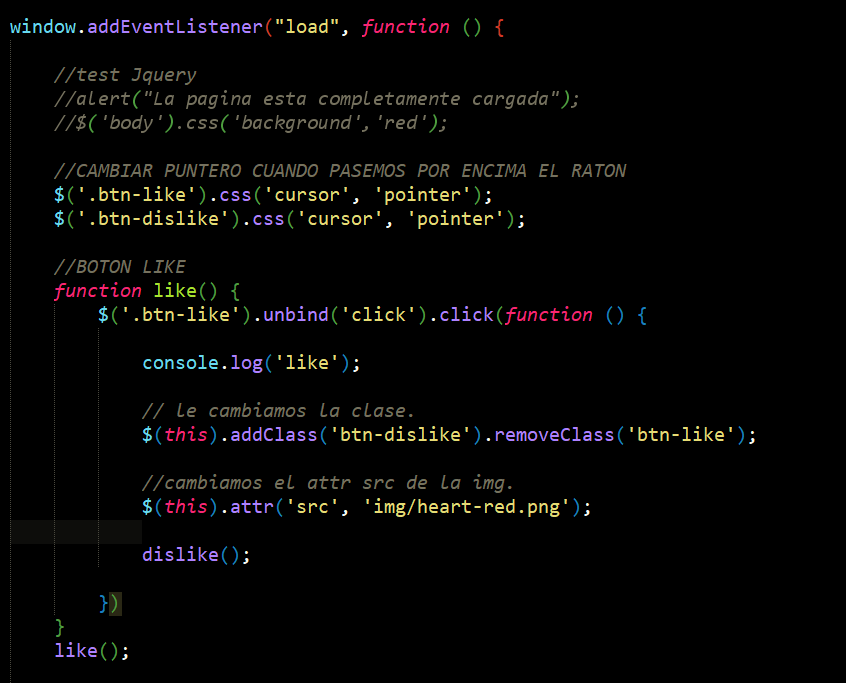 window.addEventListener("load", function () {
//test Jquery
//alert("La pagina esta completamente cargada");
//$('body').css('background','red');
//CAMBIAR PUNTERO CUANDO PASEMOS POR ENCIMA EL RATON
$('.btn-like').css('cursor', 'pointer');
$('.btn-dislike').css('cursor', 'pointer');
//BOTON LIKE
function like() {
$('.btn-like').unbind('click').click(function () {
console.log('like');
// le cambiamos la clase.
$(this).addClass('btn-dislike').removeClass('btn-like');
//cambiamos el attr src de la img.
$(this).attr('src', 'img/heart-red.png');
dislike();
})
}
like();